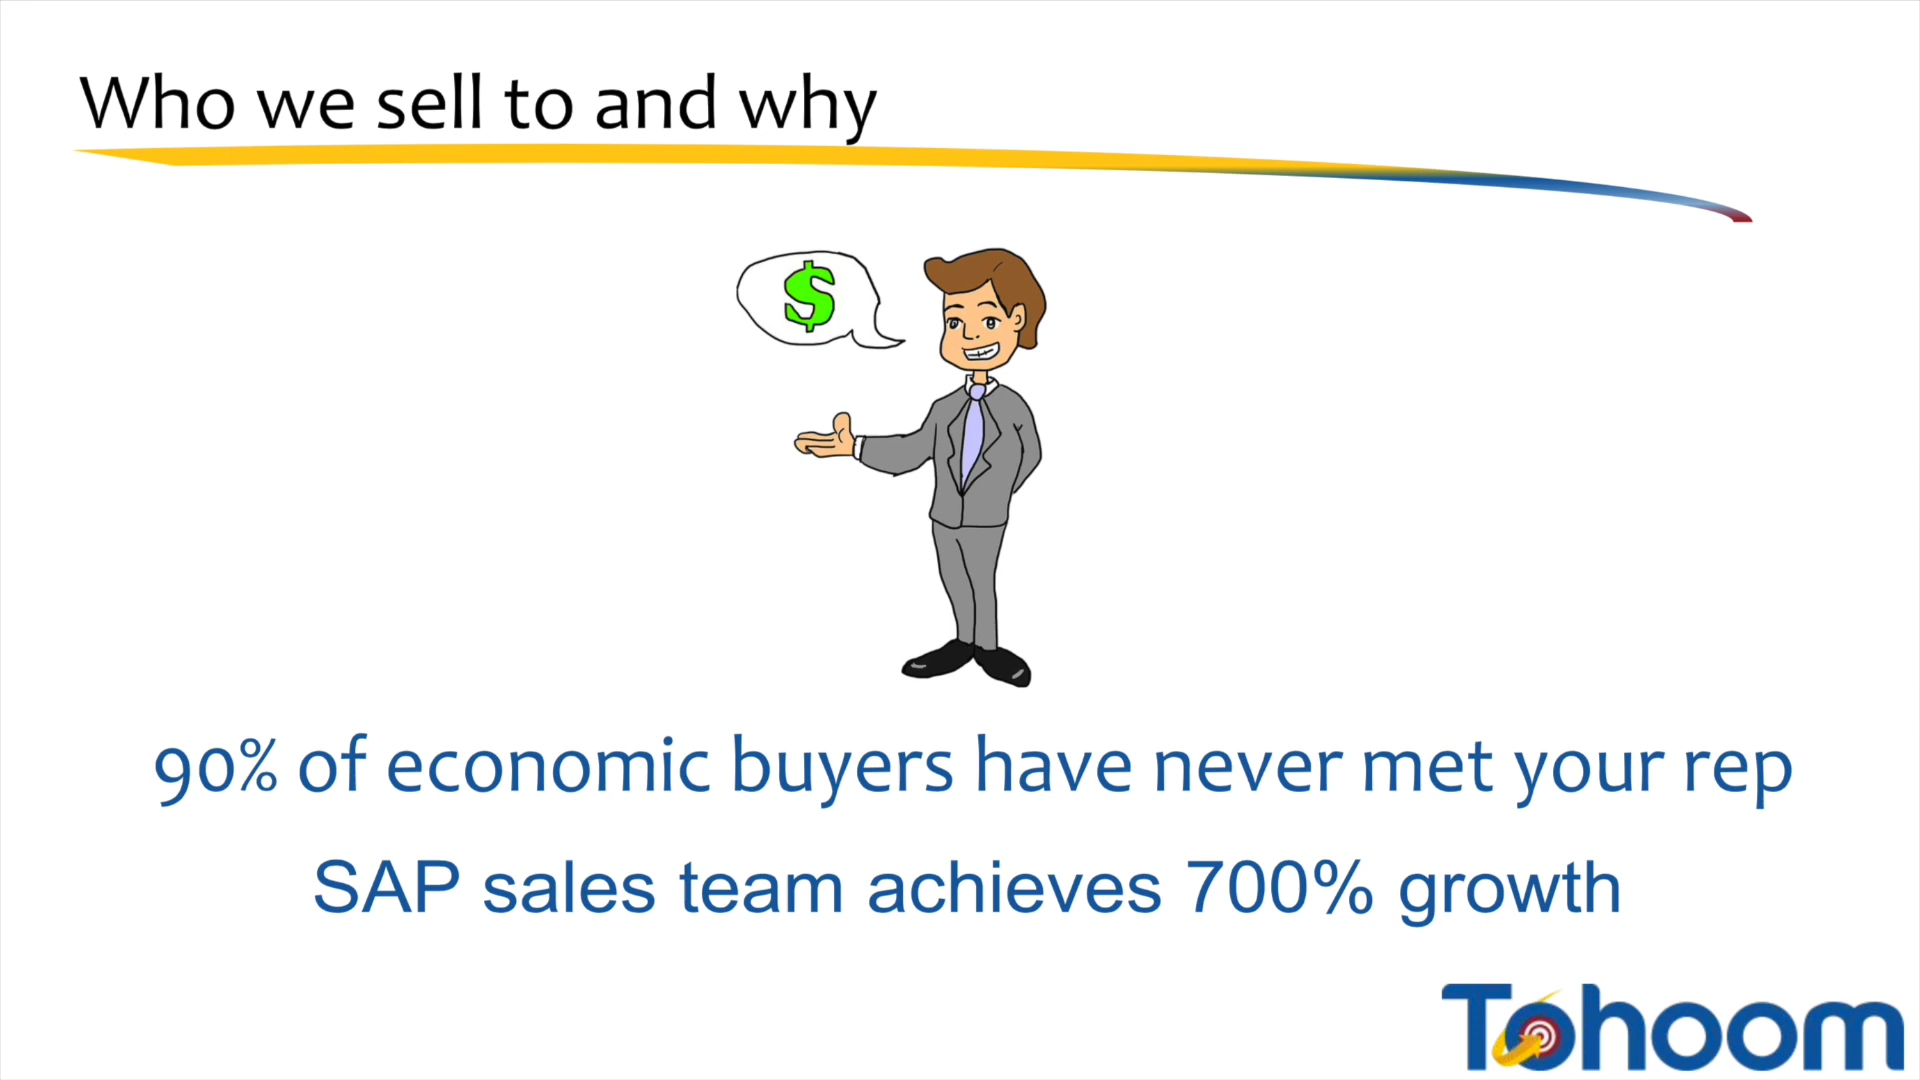 Who we sell to and why
$
90% of economic buyers have never met your rep
SAP sales team achieves 700% growth
Tohoom